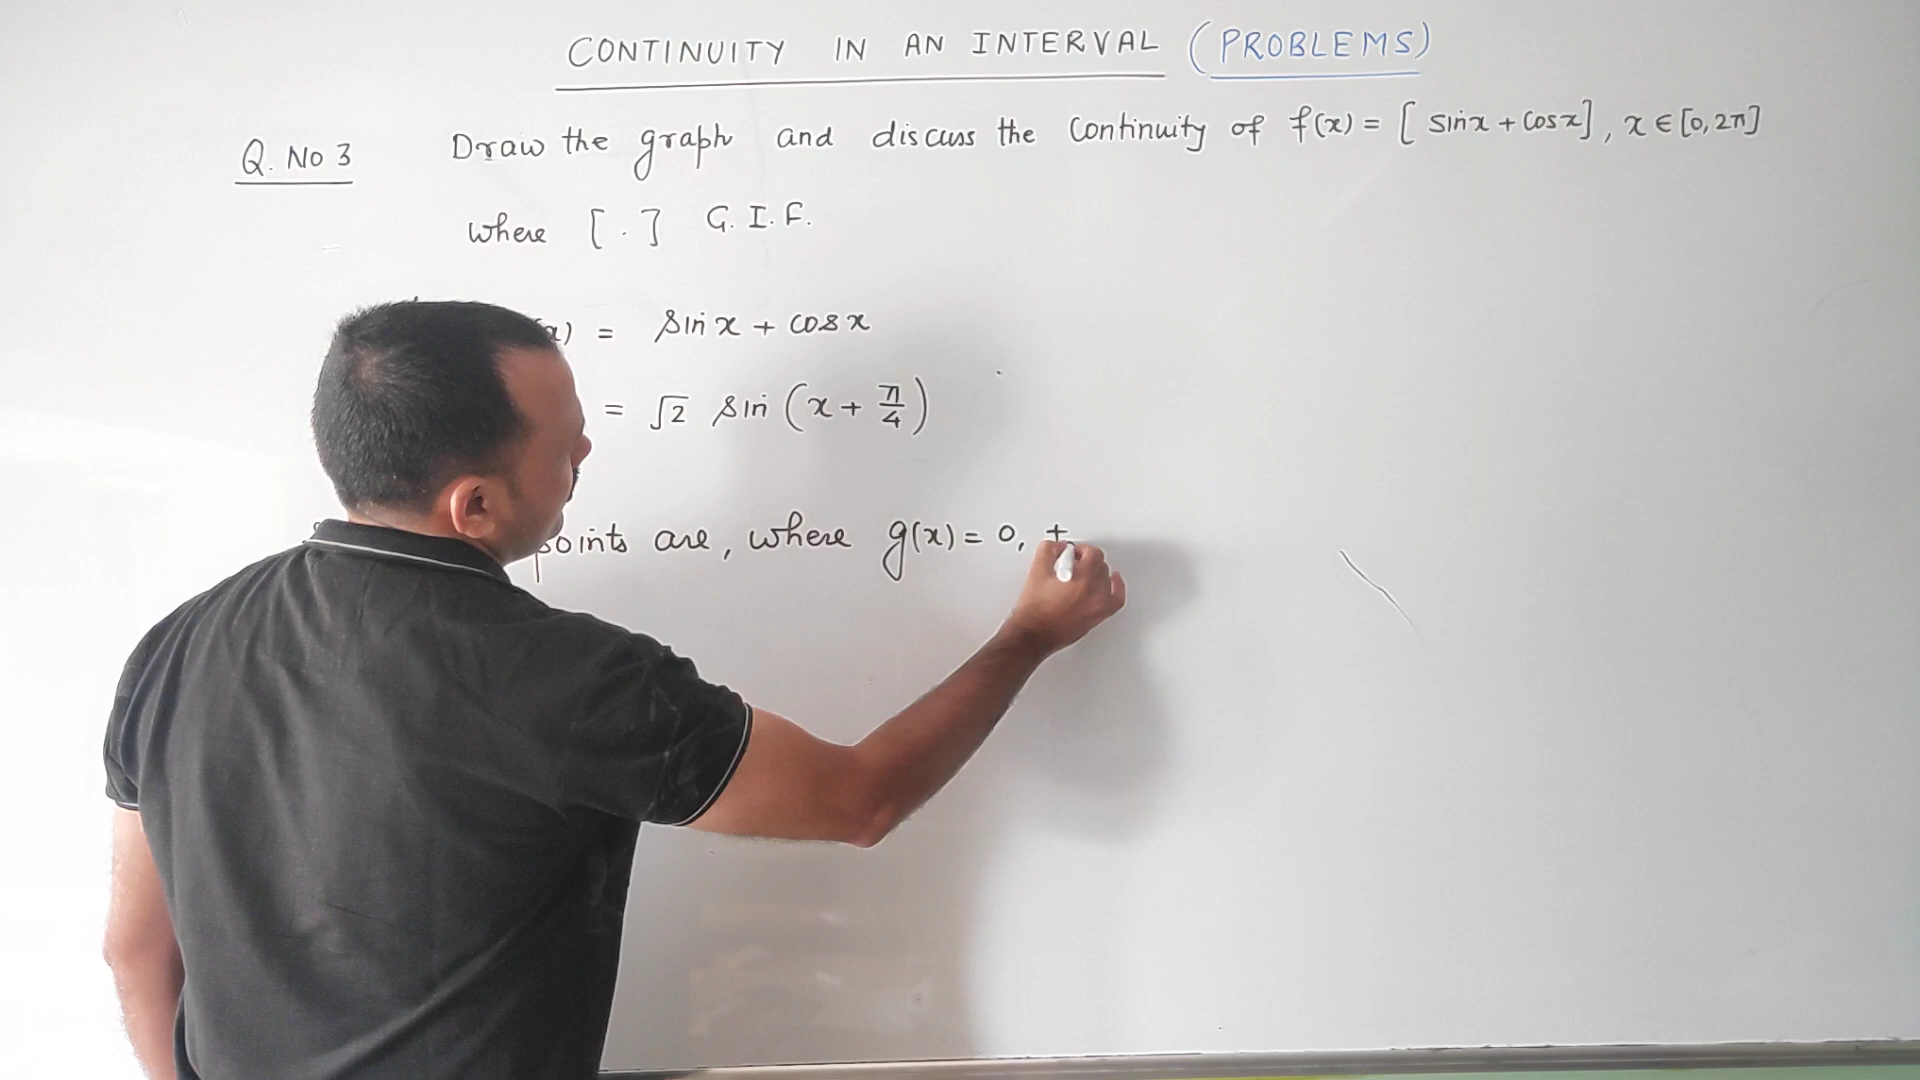 CONTINUITY IN AN INTERVAL (PROBLEMS)
Q. No 3 Draw the graph and discuss the Continuity of f(x) = [ sinx + cosx ] , x ∈ [0, 2π]
where [ . ] G. I. F.
x) = sin x + cos x
= √2 sin (x + π/4)
points are, where g(x) = 0, ±